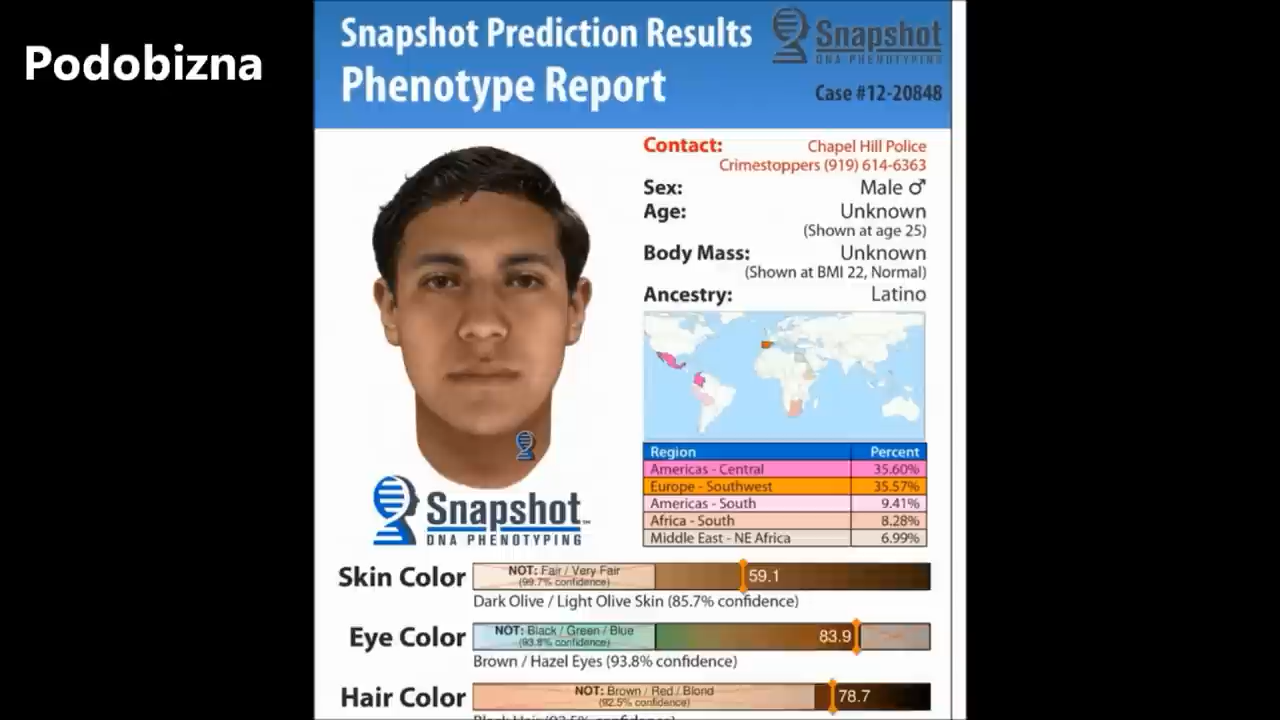 Podobizna
Snapshot Prediction Results
Phenotype Report
Snapshot
DNA PHENOTYPING
Case #12-20848
Contact: Chapel Hill Police
Crimestoppers (919) 614-6363
Sex: Male ♂
Age: Unknown
(Shown at age 25)
Body Mass: Unknown
(Shown at BMI 22, Normal)
Ancestry: Latino
Region Percent
Americas - Central 35.60%
Europe - Southwest 35.57%
Americas - South 9.41%
Africa - South 8.28%
Middle East - NE Africa 6.99%
Snapshot
DNA PHENOTYPING
Skin Color NOT: Fair / Very Fair 59.1
(99.7% confidence)
Dark Olive / Light Olive Skin (85.7% confidence)
Eye Color NOT: Black / Green / Blue 83.9
(93.8% confidence)
Brown / Hazel Eyes (93.8% confidence)
Hair Color NOT: Brown / Red / Blond 78.7
(92.5% confidence)